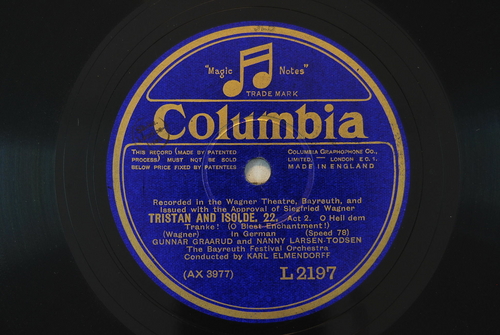 "Magic Notes"
TRADE MARK
Columbia
THIS RECORD (MADE BY PATENTED
PROCESS) MUST NOT BE SOLD
BELOW PRICE FIXED BY PATENTEES
COLUMBIA GRAPHOPHONE CO.,
LIMITED, — LONDON E.C.1.
MADE IN ENGLAND
Recorded in the Wagner Theatre, Bayreuth, and
issued with the Approval of Siegfried Wagner
TRISTAN AND ISOLDE. 22. Act 2. O Heil dem
Tranke! (O Blest Enchantment!)
(Wagner) In German (Speed 78)
GUNNAR GRAARUD and NANNY LARSEN-TODSEN
The Bayreuth Festival Orchestra
Conducted by KARL ELMENDORFF
(AX 3977) L 2197